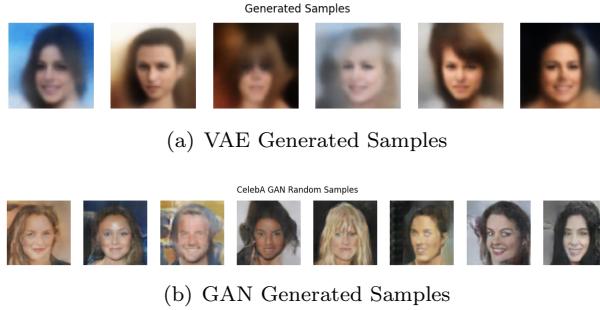 Generated Samples
(a) VAE Generated Samples
CelebA GAN Random Samples
(b) GAN Generated Samples